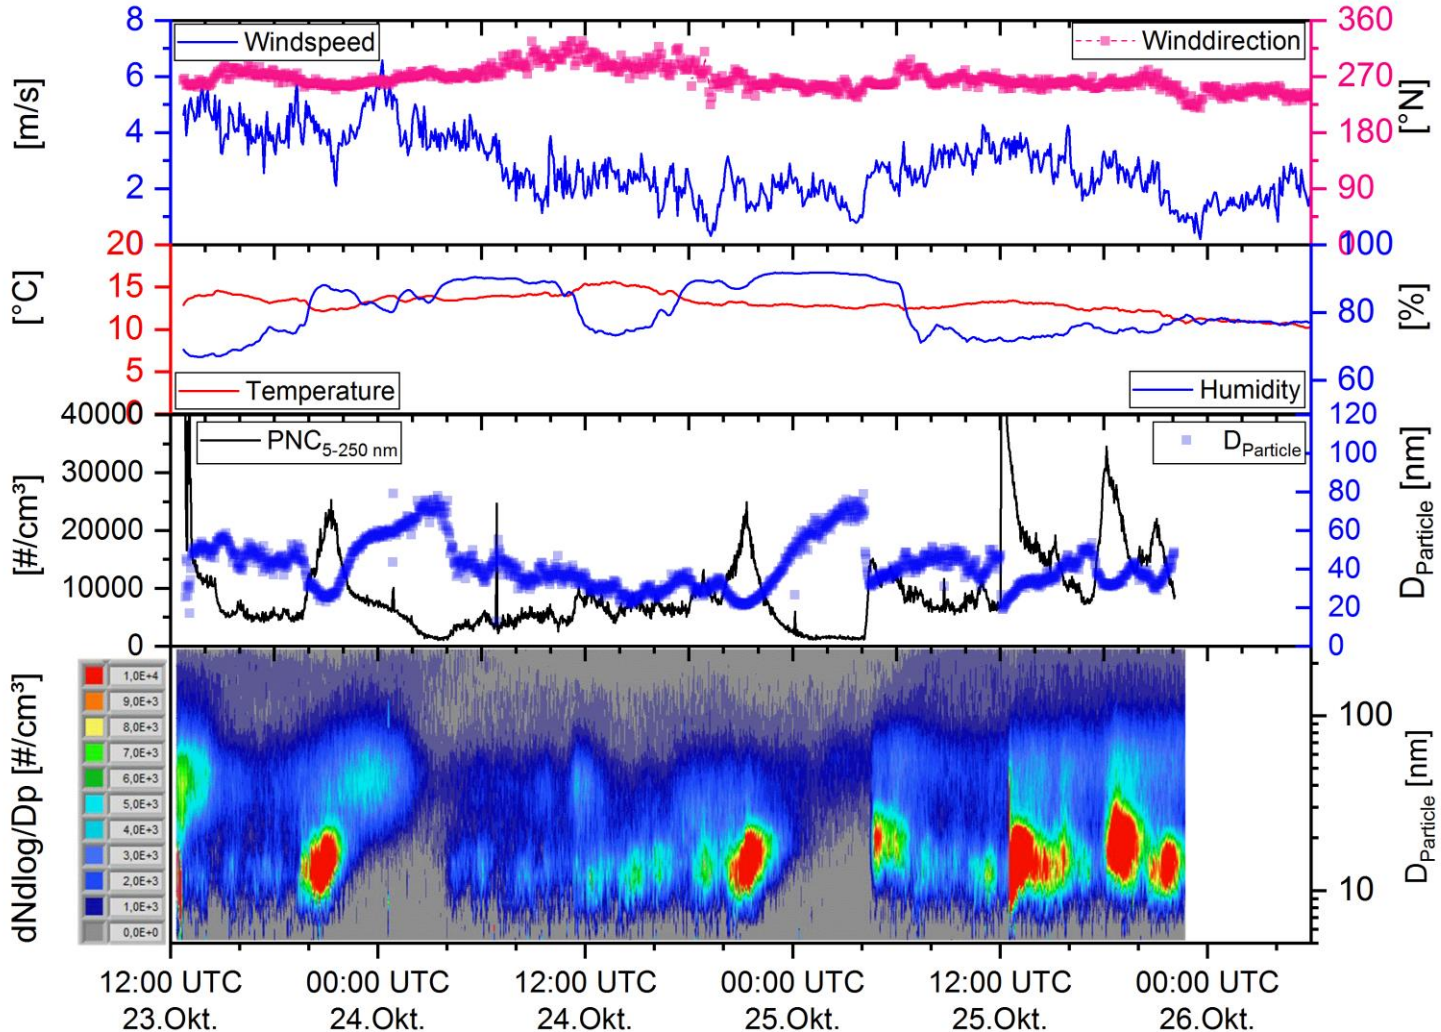 8
6
4
2
[m/s]
Windspeed
Winddirection
360
270
180
90
0
[°N]
20
15
10
5
0
[°C]
Temperature
Humidity
100
80
60
[%]
40000
30000
20000
10000
0
[#/cm³]
PNC5-250 nm
DParticle
120
100
80
60
40
20
0
DParticle [nm]
dNdlog/Dp [#/cm³]
1,0E+4
9,0E+3
8,0E+3
7,0E+3
6,0E+3
5,0E+3
4,0E+3
3,0E+3
2,0E+3
1,0E+3
0,0E+0
100
10
DParticle [nm]
12:00 UTC 00:00 UTC 12:00 UTC 00:00 UTC 12:00 UTC 00:00 UTC
23.Okt. 24.Okt. 24.Okt. 25.Okt. 25.Okt. 26.Okt.